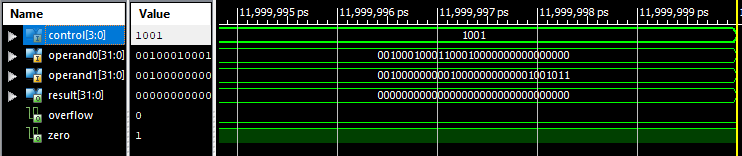 Name Value 11,999,995 ps 11,999,996 ps 11,999,997 ps 11,999,998 ps 11,999,999 ps
control[3:0] 1001 1001
operand0[31:0] 00100010001 00100010001100010000000000000000
operand1[31:0] 00100000000 00100000000100000000000001001011
result[31:0] 00000000000 00000000000000000000000000000000
overflow 0
zero 1